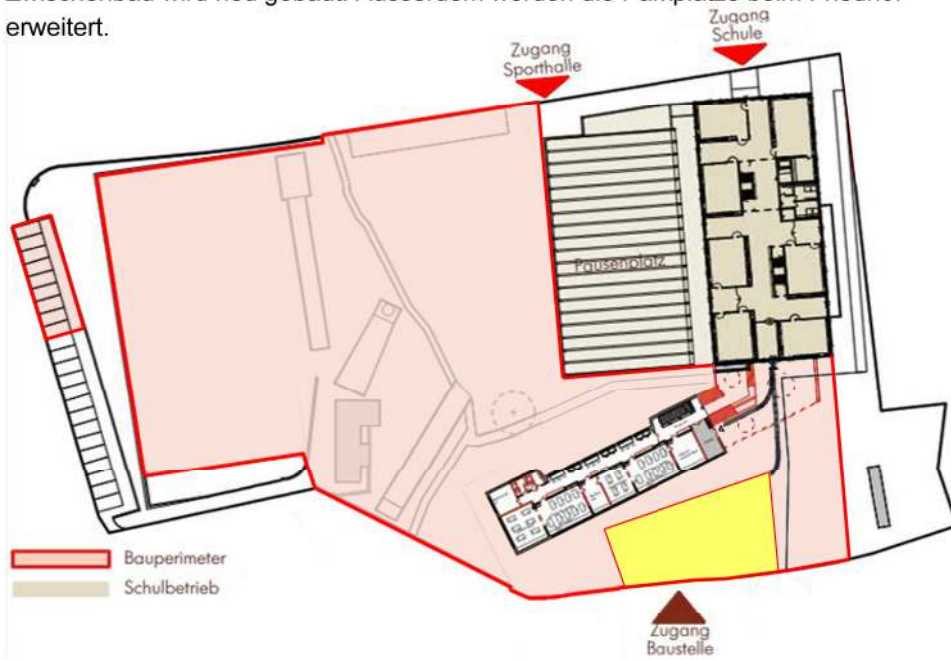 erweitert.
Zugang
Schule
Zugang
Sporthalle
Pausenplatz
Bauperimeter
Schulbetrieb
Zugang
Baustelle